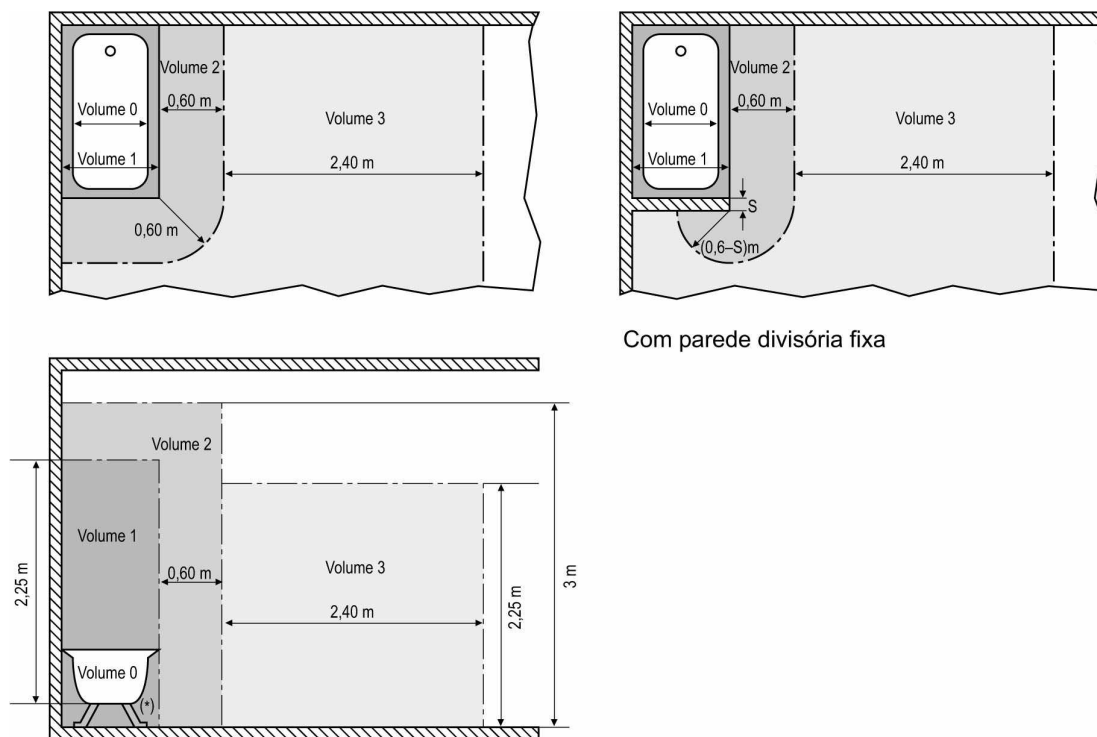 Volume 2
Volume 0
0,60 m
Volume 3
Volume 1
2,40 m
0,60 m
Volume 2
Volume 0
0,60 m
Volume 3
Volume 1
2,40 m
S
(0,6–S)m
Com parede divisória fixa
Volume 2
Volume 1
0,60 m
Volume 3
2,40 m
2,25 m
2,25 m
3 m
Volume 0
(*)